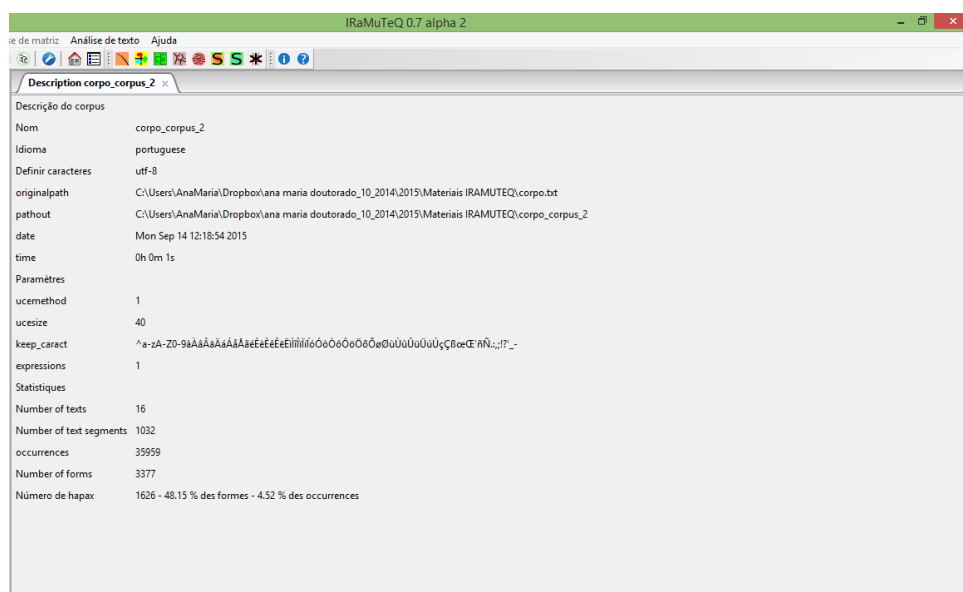 IRaMuTeQ 0.7 alpha 2
se de matriz Análise de texto Ajuda
Description corpo_corpus_2
Descrição do corpus
Nom corpo_corpus_2
Idioma portuguese
Definir caracteres utf-8
originalpath C:\Users\AnaMaria\Dropbox\ana maria doutorado_10_2014\2015\Materiais IRAMUTEQ\corpo.txt
pathout C:\Users\AnaMaria\Dropbox\ana maria doutorado_10_2014\2015\Materiais IRAMUTEQ\corpo_corpus_2
date Mon Sep 14 12:18:54 2015
time 0h 0m 1s
Paramètres
ucemethod 1
ucesize 40
keep_caract
expressions 1
Statistiques
Number of texts 16
Number of text segments 1032
occurrences 35959
Number of forms 3377
Número de hapax 1626 - 48.15 % des formes - 4.52 % des occurrences